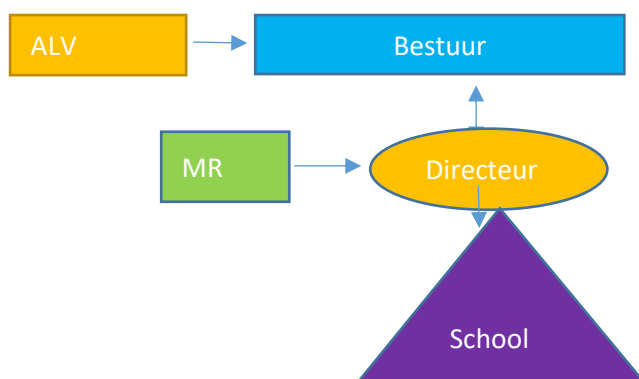 ALV
Bestuur
MR
Directeur
School